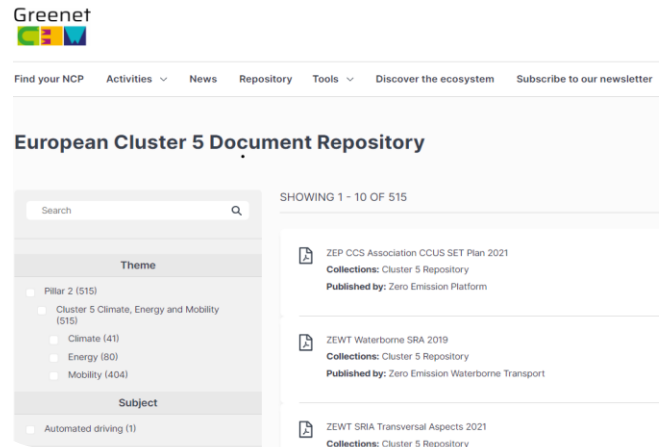 Greenet
CEM
Find your NCP Activities News Repository Tools Discover the ecosystem Subscribe to our newsletter
European Cluster 5 Document Repository
Search
SHOWING 1 - 10 OF 515
Theme
Pillar 2 (515)
Cluster 5 Climate, Energy and Mobility
(515)
Climate (41)
Energy (80)
Mobility (404)
Subject
Automated driving (1)
ZEP CCS Association CCUS SET Plan 2021
Collections: Cluster 5 Repository
Published by: Zero Emission Platform
ZEWT Waterborne SRA 2019
Collections: Cluster 5 Repository
Published by: Zero Emission Waterborne Transport
ZEWT SRIA Transversal Aspects 2021
Collections: Cluster 5 Repository